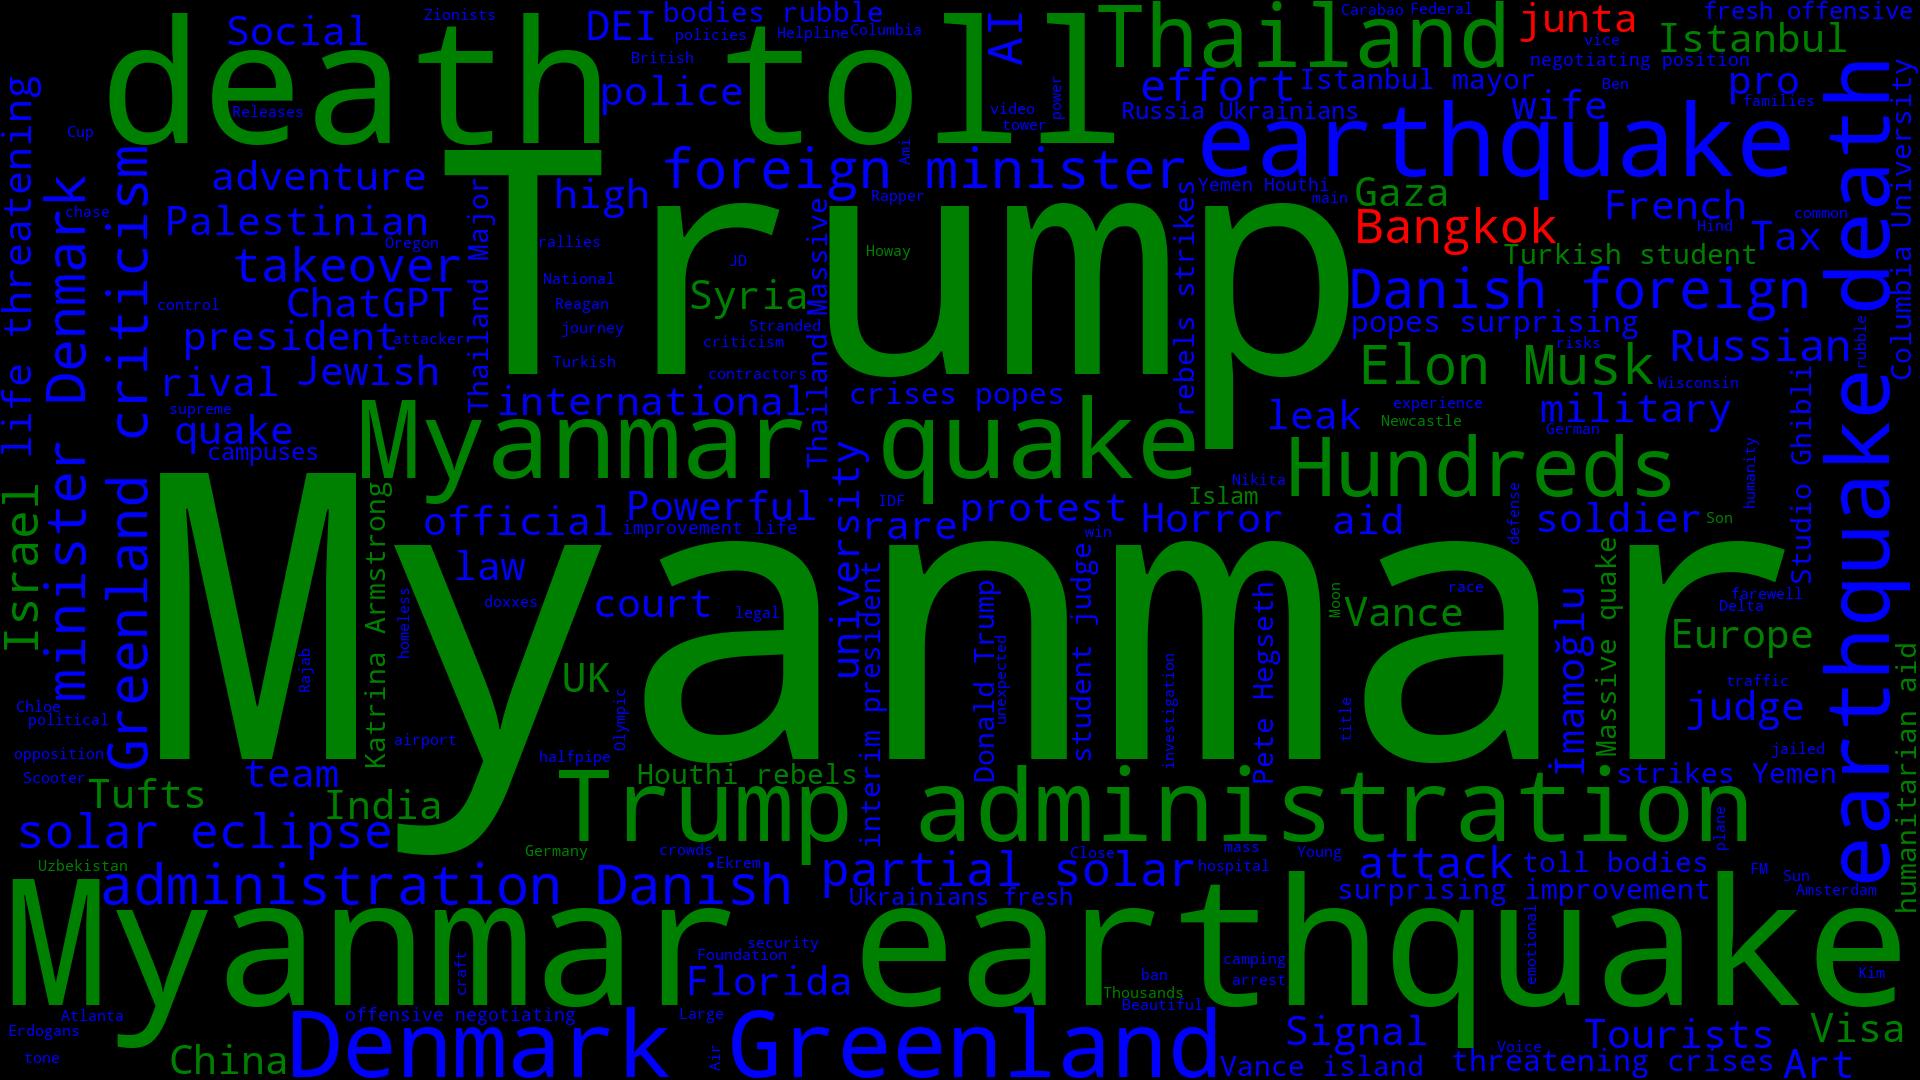 Zionists
Social
DEI
bodies rubble
policies
Helpline
Columbia
AI
Thailand
Carabao
Federal
junta
vice
fresh offensive
Istanbul
death toll
British
police
Releases
Cup
video
tower
power
effort
Istanbul mayor
negotiating position
Ben
pro
families
Russia Ukrainians
wife
earthquake
life threatening
Israel
minister Denmark
Greenland criticism
adventure
chase
Palestinian
Oregon
takeover
control
ChatGPT
president
attacker
rival
Jewish
supreme
quake
campuses
Thailand Major
Trump
high
rallies
National
Reagan
journey
Turkish
foreign minister
Ami
Rapper
JD
Howay
Syria
Stranded
criticism
contractors
Thailand Massive
rebels strikes
Yemen Houthi
main
Gaza
Bangkok
French
Hind
common
Tax
Turkish student
Danish foreign
popes surprising
risks
Russian
rubble
Elon Musk
Wisconsin
experience
Newcastle
military
German
Columbia University
earthquake death
Studio Ghibli
humanity
international
crises popes
leak
Myanmar quake
Hundreds
Nikita
Islam
IDF
Powerful
official
improvement life
university
rare
protest
win
Horror
aid
defense
soldier
Son
Myanmar
Katrina Armstrong
homeless
Rajab
law
doxxes
court
legal
UK
Olympic
airport
halfpipe
interim president
Donald Trump
unexpected
student judge
investigation
Pete Hegseth
Moon
title
Vance
race
İmamoğlu
Massive quake
farewell
Delta
Europe
traffic
judge
jailed
strikes Yemen
humanitarian aid
Chloe
political
opposition
Scooter
team
Tufts
India
solar eclipse
Houthi rebels
Trump administration
plane
Uzbekistan
Germany
crowds
Ekrem
Close
mass
hospital
Young
attack
toll bodies
FM
Sun
Amsterdam
administration Danish
partial solar
Ukrainians fresh
surprising improvement
Myanmar earthquake
craft
security
Foundation
Florida
camping
ban
arrest
Thousands
Beautiful
emotional
Kim
Atlanta
Erdogans
tone
China
offensive negotiating
Large
Air
Denmark Greenland
Vance island
Signal
Voice
threatening crises
Tourists
Art
Visa